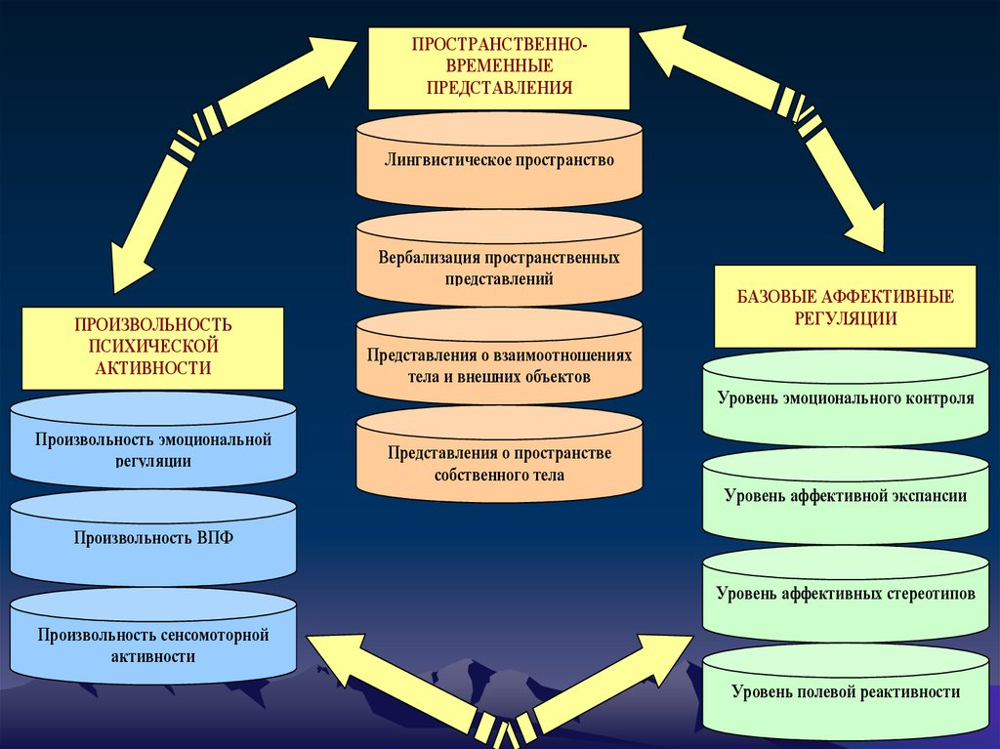 ПРОСТРАНСТВЕННО-
ВРЕМЕННЫЕ
ПРЕДСТАВЛЕНИЯ
Лингвистическое пространство
Вербализация пространственных
представлений
Представления о взаимоотношениях
тела и внешних объектов
Представления о пространстве
собственного тела
ПРОИЗВОЛЬНОСТЬ
ПСИХИЧЕСКОЙ
АКТИВНОСТИ
Произвольность эмоциональной
регуляции
Произвольность ВПФ
Произвольность сенсомоторной
активности
БАЗОВЫЕ АФФЕКТИВНЫЕ
РЕГУЛЯЦИИ
Уровень эмоционального контроля
Уровень аффективной экспансии
Уровень аффективных стереотипов
Уровень полевой реактивности